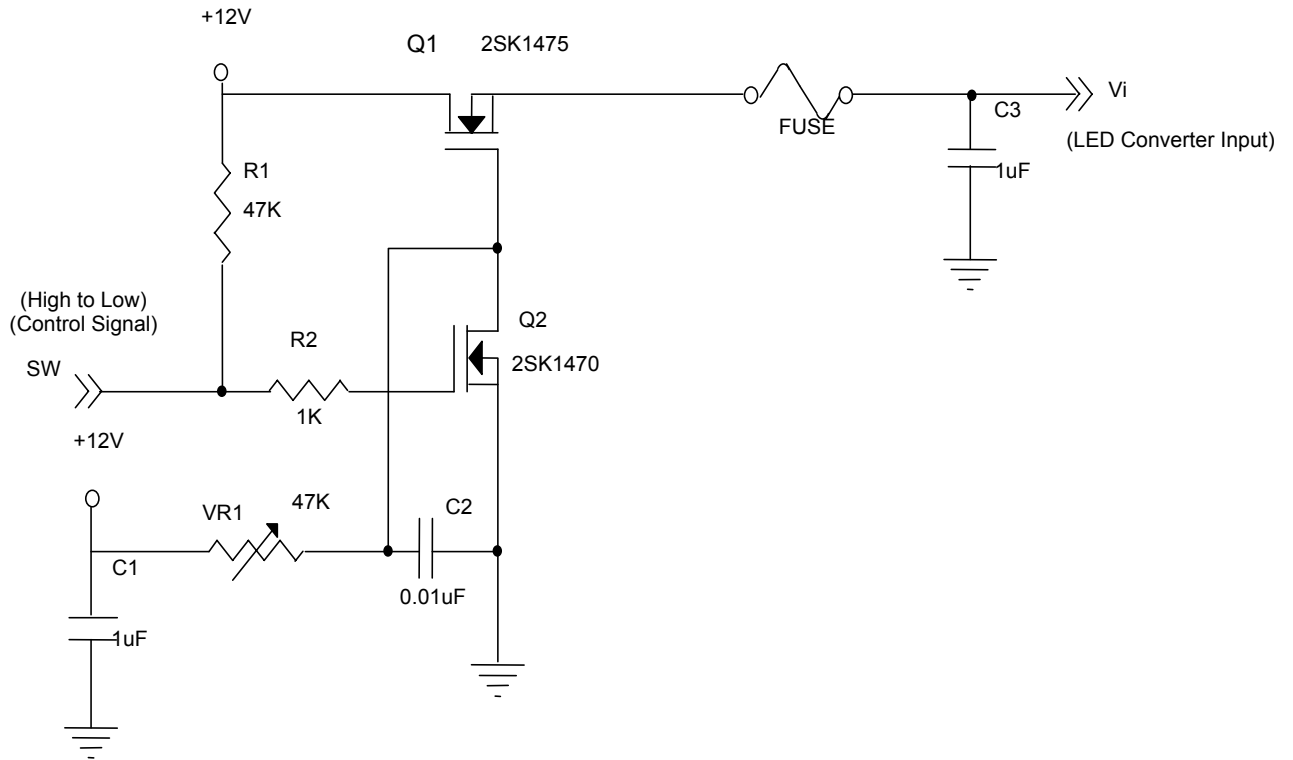 +12V
Q1 2SK1475
FUSE
C3
1uF
Vi
(LED Converter Input)
R1
47K
(High to Low)
(Control Signal)
SW
R2
1K
Q2
2SK1470
+12V
VR1
47K
C2
0.01uF
C1
1uF